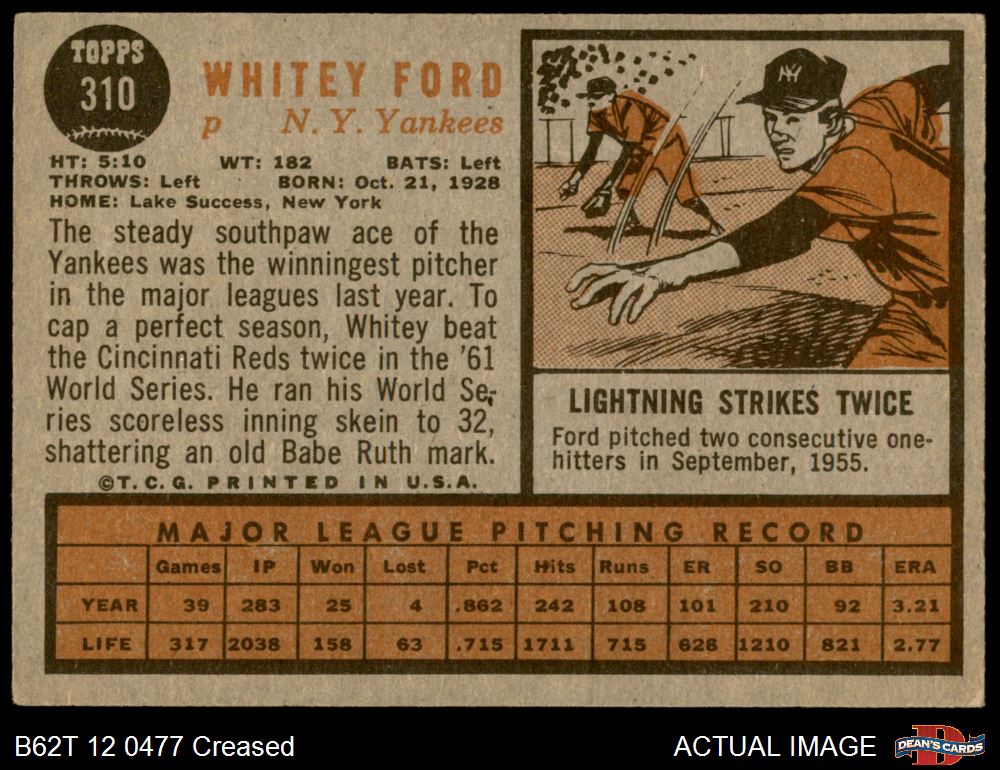 TOPPS
310
WHITEY FORD
p N. Y. Yankees
HT: 5:10 WT: 182 BATS: Left
THROWS: Left BORN: Oct. 21, 1928
HOME: Lake Success, New York
The steady southpaw ace of the
Yankees was the winningest pitcher
in the major leagues last year. To
cap a perfect season, Whitey beat
the Cincinnati Reds twice in the '61
World Series. He ran his World Se-
ries scoreless inning skein to 32,
shattering an old Babe Ruth mark.
©T. C. G. PRINTED IN U.S.A.
NY
LIGHTNING STRIKES TWICE
Ford pitched two consecutive one-
hitters in September, 1955.
MAJOR LEAGUE PITCHING RECORD
Games IP Won Lost Pct Hits Runs ER SO BB ERA
YEAR 39 283 25 4 .862 242 108 101 210 92 3.21
LIFE 317 2038 158 63 .715 1711 715 628 1210 821 2.77
B62T 12 0477 Creased
ACTUAL IMAGE
D
DEAN'S CARDS